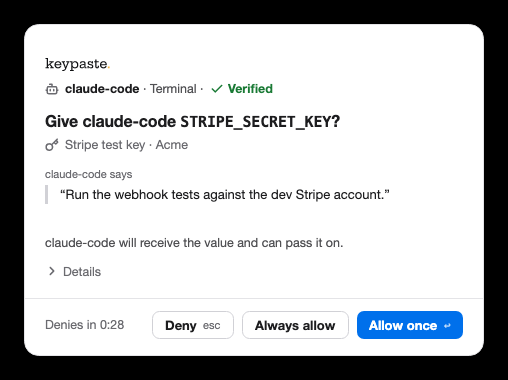 keypaste.
claude-code · Terminal · Verified
Give claude-code STRIPE_SECRET_KEY?
Stripe test key · Acme
claude-code says
“Run the webhook tests against the dev Stripe account.”
claude-code will receive the value and can pass it on.
Details
Denies in 0:28 Deny esc Always allow Allow once ↵